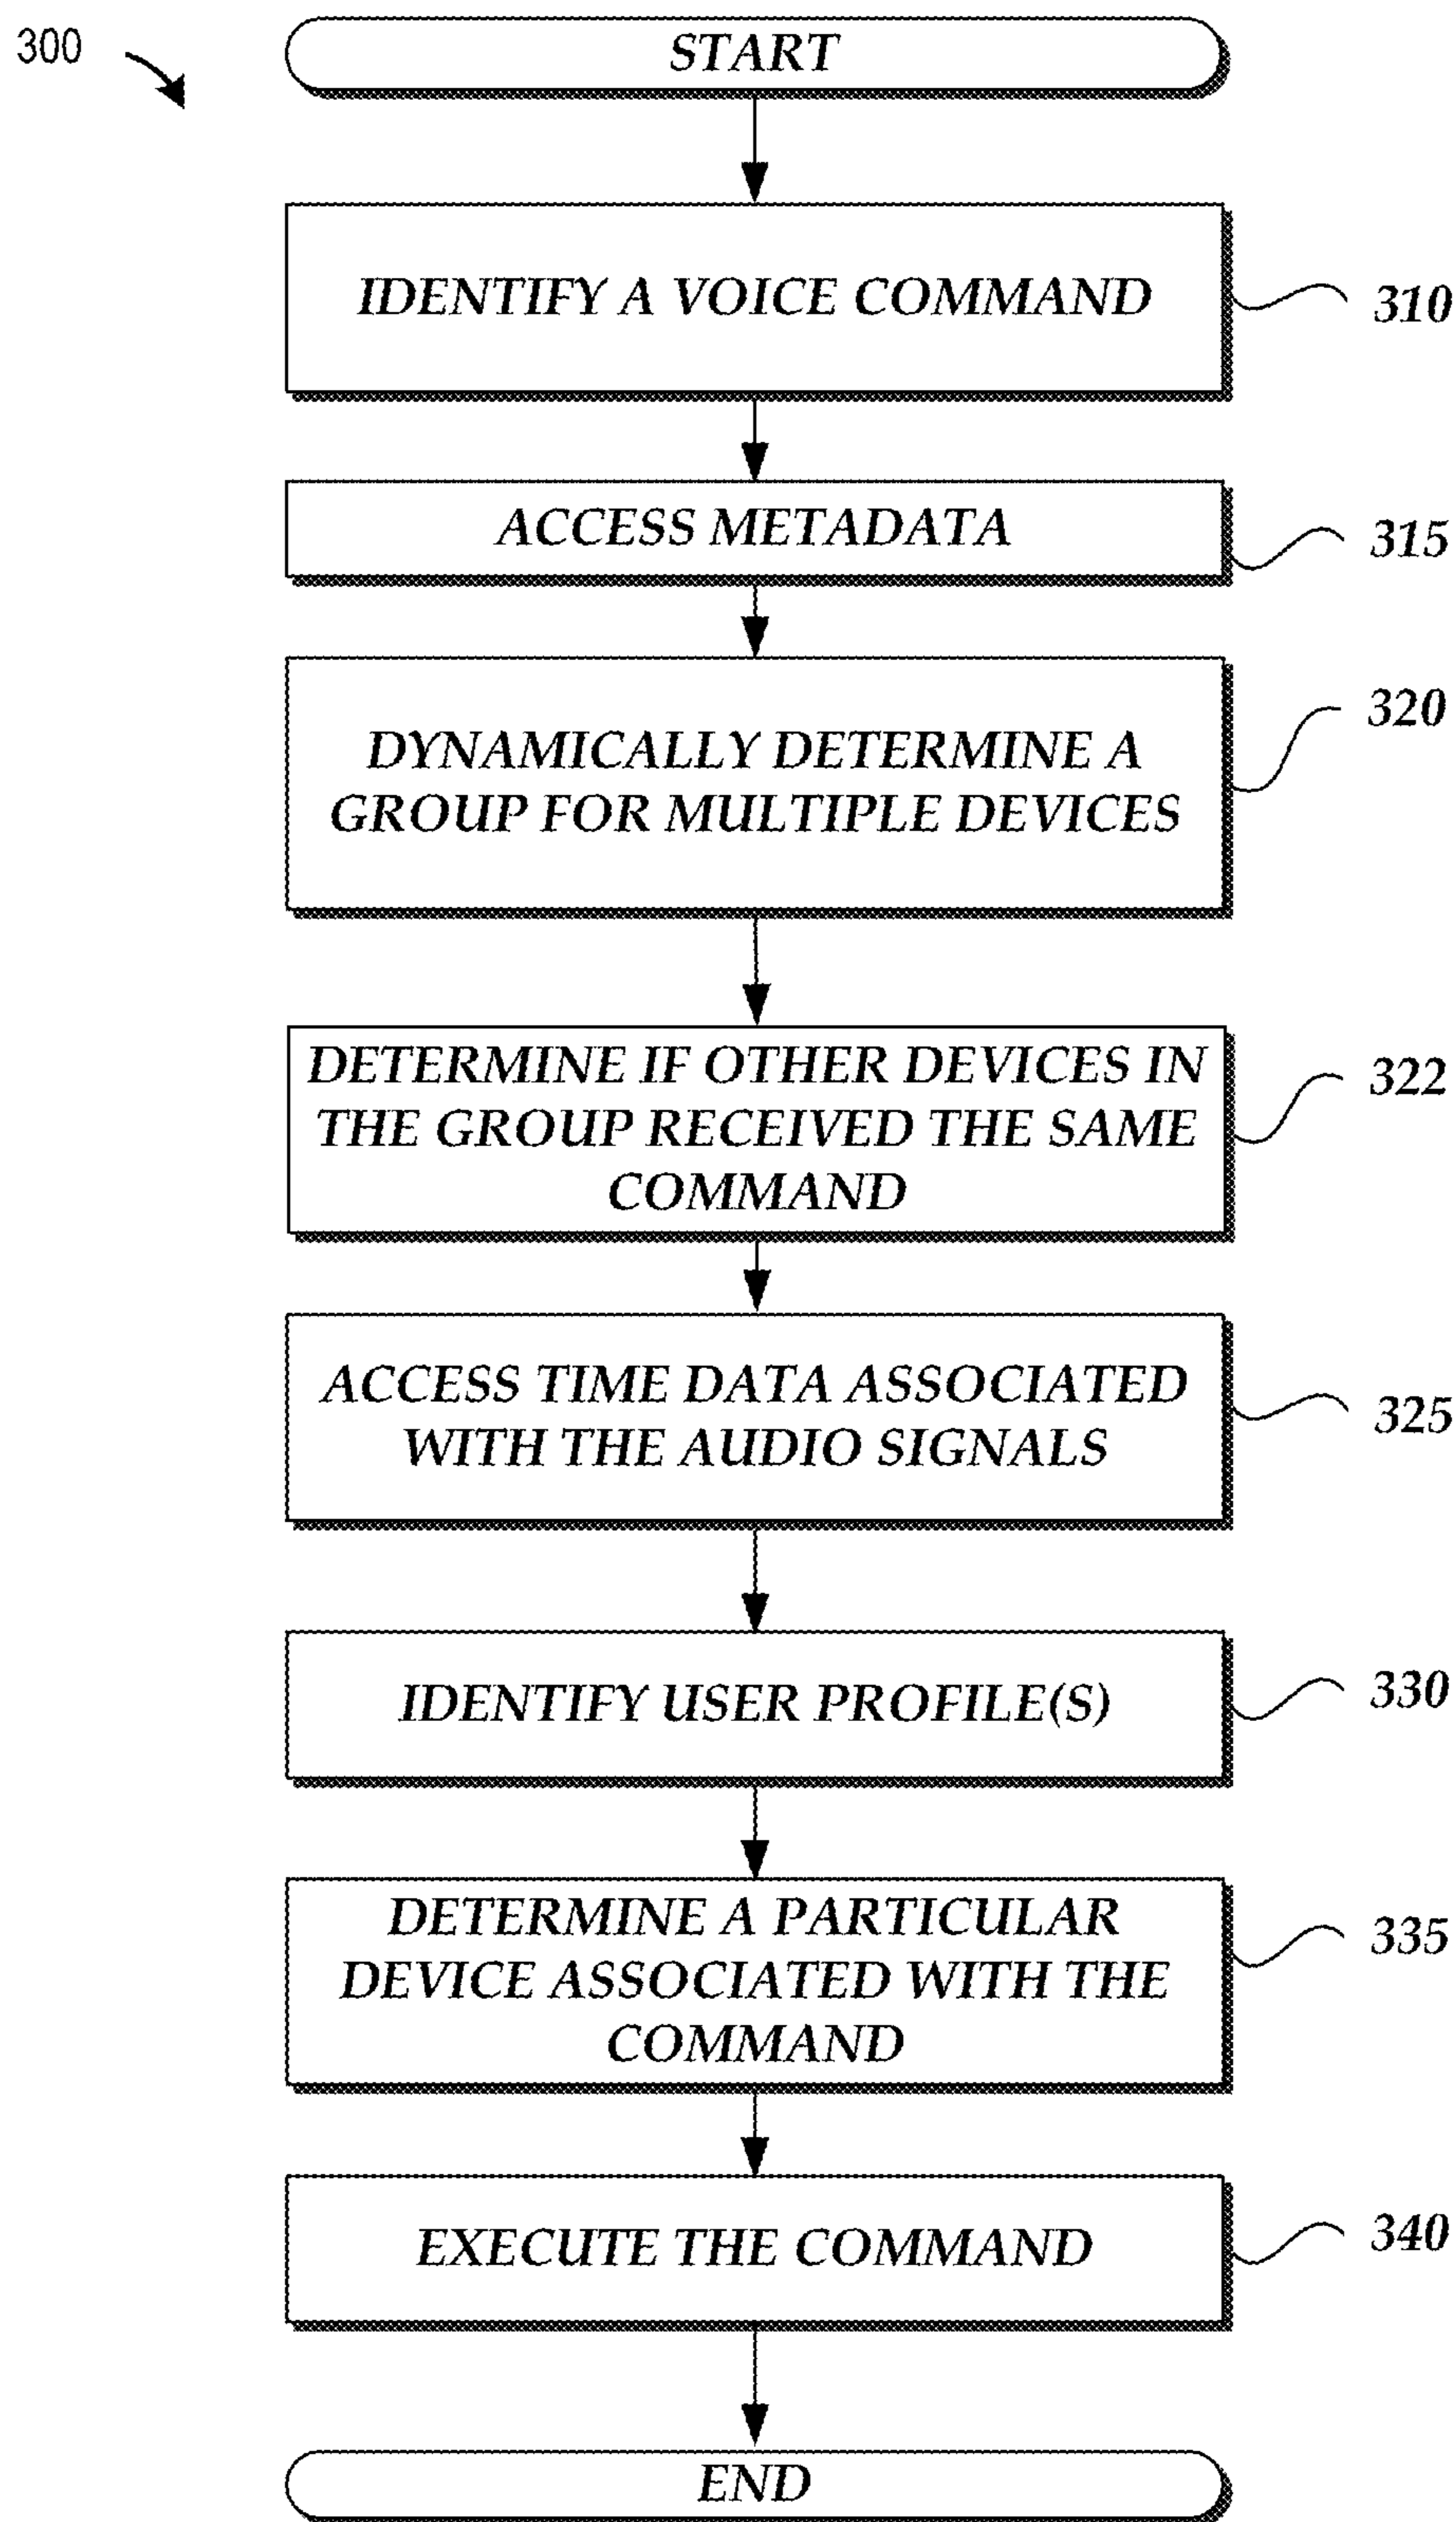 300
START
IDENTIFY A VOICE COMMAND
310
ACCESS METADATA
315
DYNAMICALLY DETERMINE A
GROUP FOR MULTIPLE DEVICES
320
DETERMINE IF OTHER DEVICES IN
THE GROUP RECEIVED THE SAME
COMMAND
322
ACCESS TIME DATA ASSOCIATED
WITH THE AUDIO SIGNALS
325
IDENTIFY USER PROFILE(S)
330
DETERMINE A PARTICULAR
DEVICE ASSOCIATED WITH THE
COMMAND
335
EXECUTE THE COMMAND
340
END